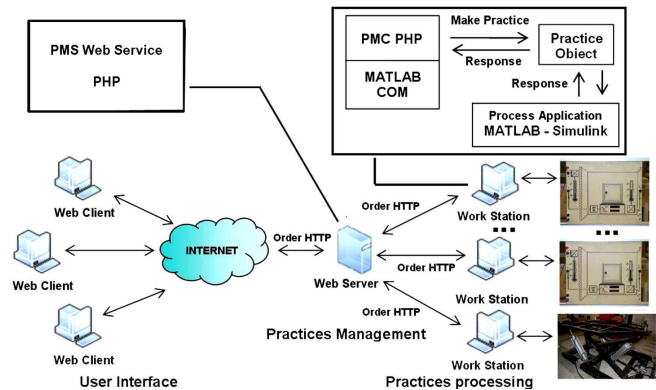 PMS Web Service
PHP
PMC PHP
MATLAB
COM
Make Practice
Response
Practice
Object
Response
Process Application
MATLAB - Simulink
Web Client
Web Client
Web Client
INTERNET
Order HTTP
Web Server
Order HTTP
Order HTTP
Order HTTP
Work Station
Work Station
Work Station
Practices Management
User Interface
Practices processing